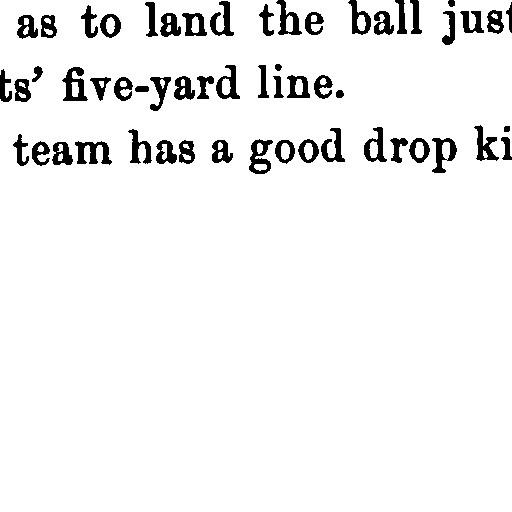 as to land the ball just
ts’ five-yard line.
team has a good drop ki